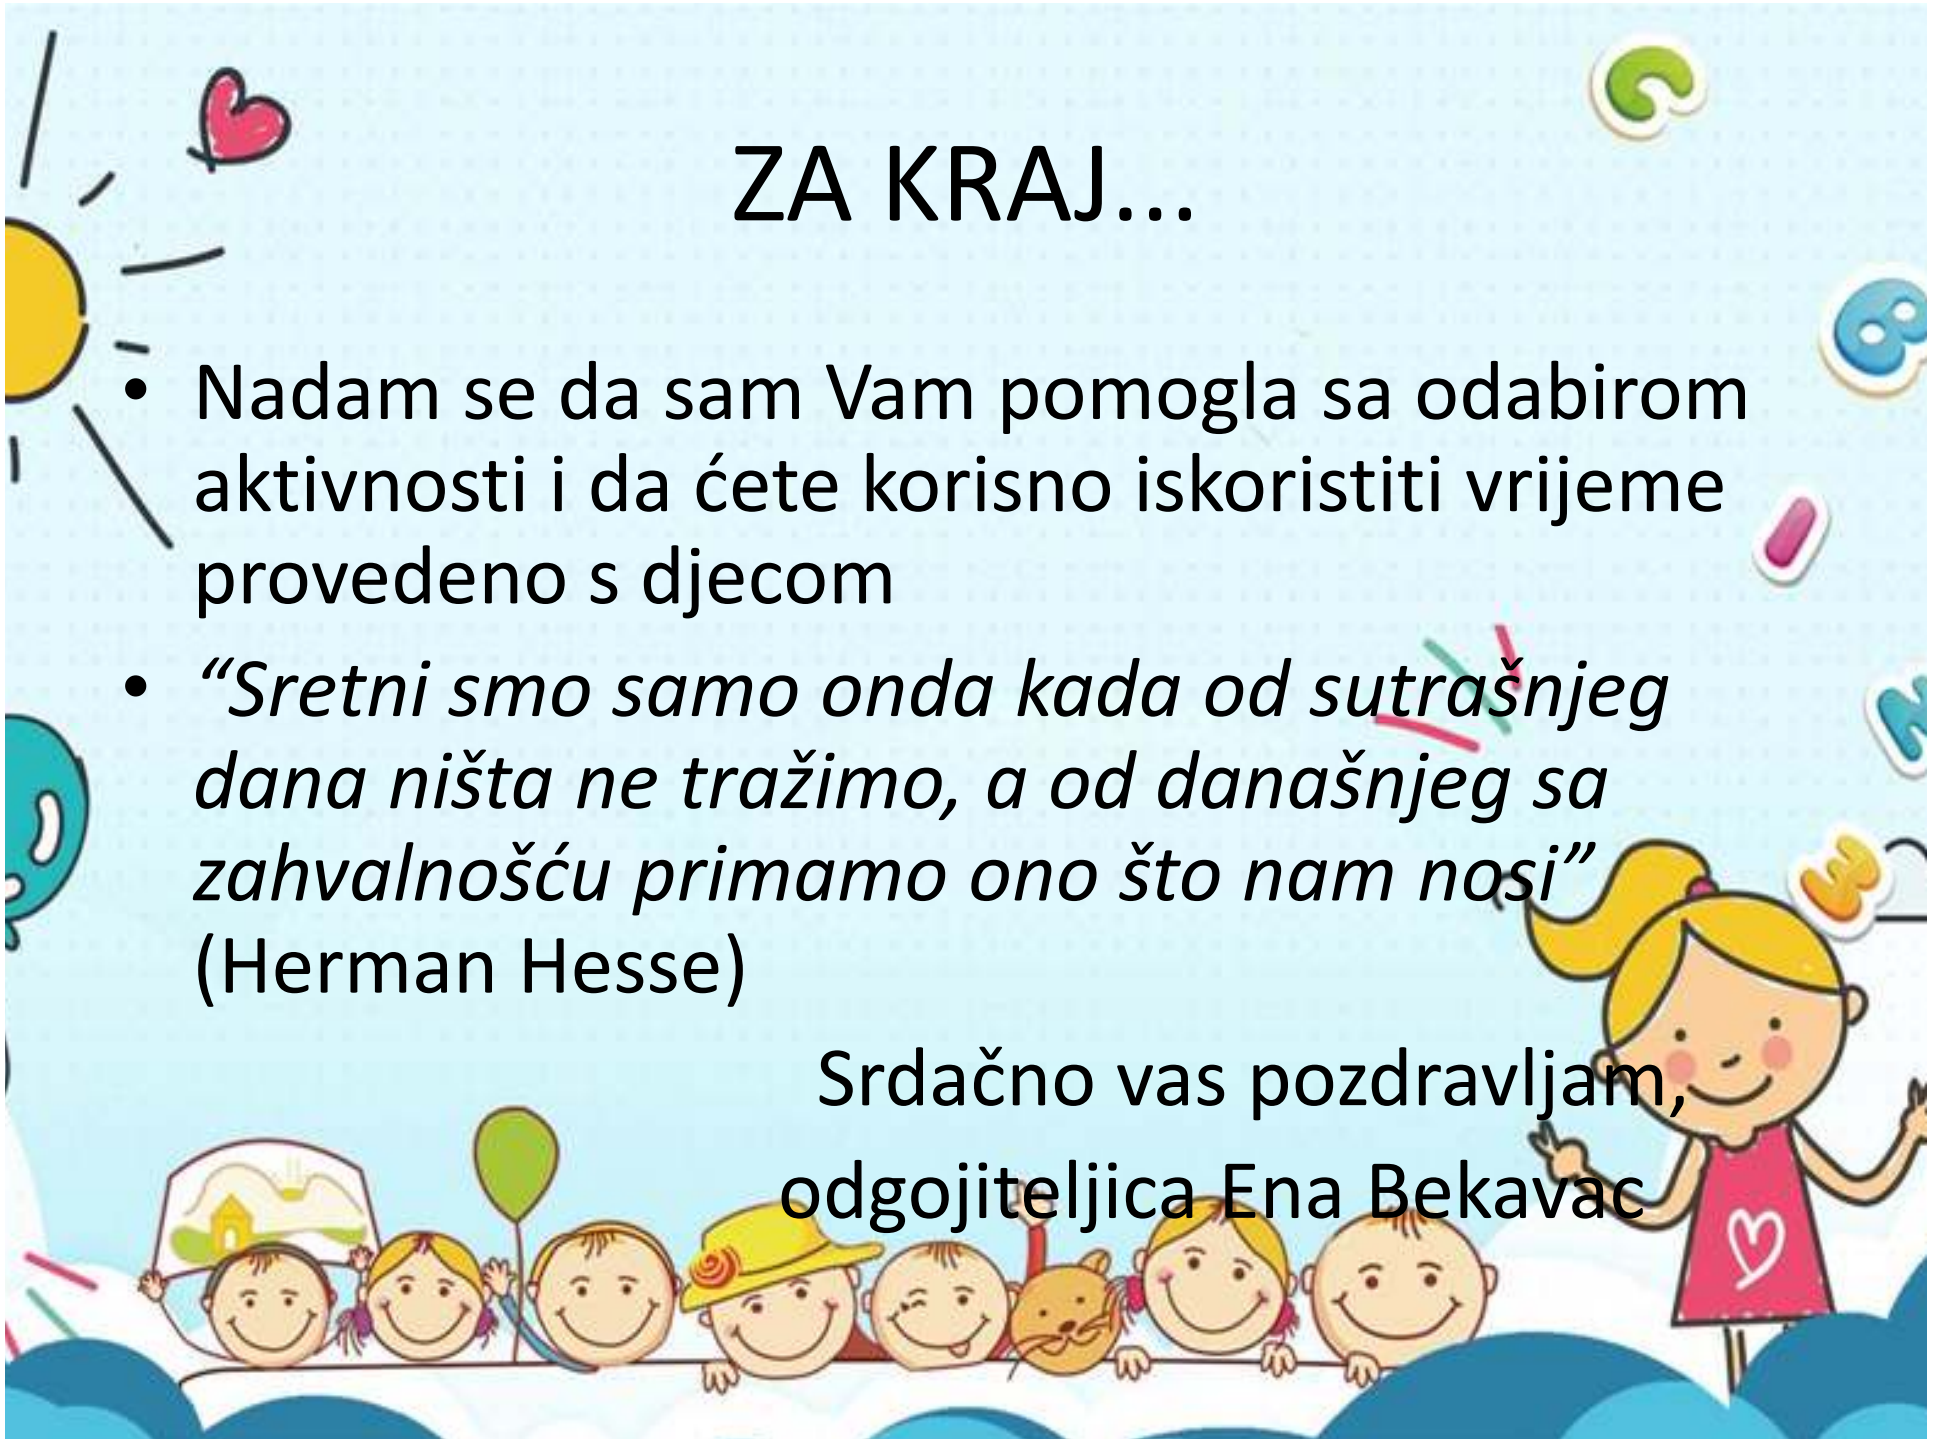 ZA KRAJ...
• Nadam se da sam Vam pomogla sa odabirom
aktivnosti i da ćete korisno iskoristiti vrijeme
provedeno s djecom
• “Sretni smo samo onda kada od sutrašnjeg
dana ništa ne tražimo, a od današnjeg sa
zahvalnošću primamo ono što nam nosi”
(Herman Hesse)
Srdačno vas pozdravljam,
odgojiteljica Ena Bekavac